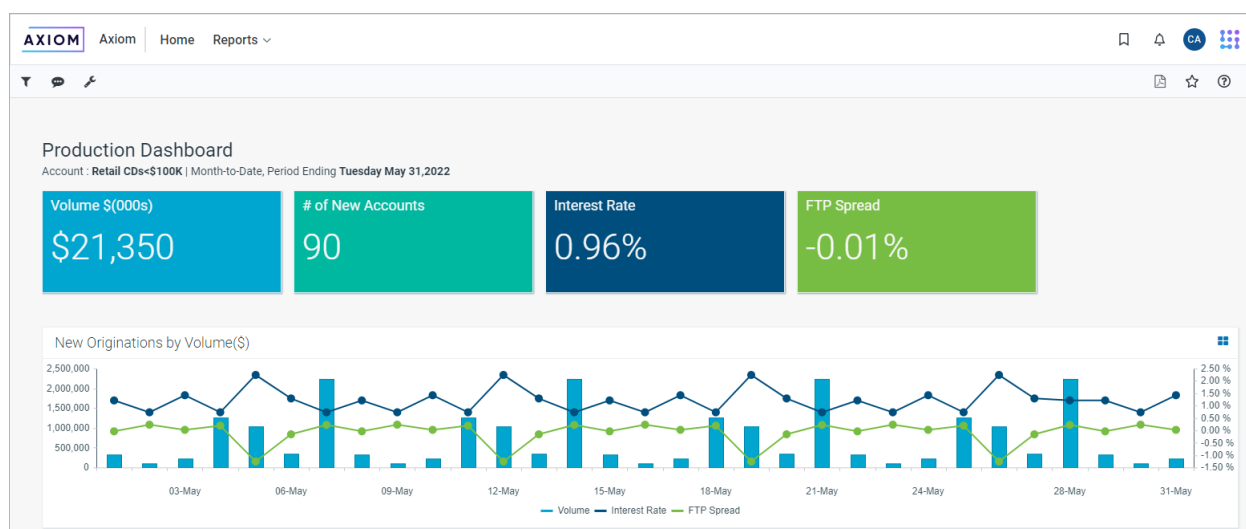 AXIOM Axiom Home Reports
CA
Production Dashboard
Account : Retail CDs<$100K | Month-to-Date, Period Ending Tuesday May 31,2022
Volume $(000s)
$21,350
# of New Accounts
90
Interest Rate
0.96%
FTP Spread
-0.01%
New Originations by Volume($)
2,500,000
2,000,000
1,500,000
1,000,000
500,000
0
2.50 %
2.00 %
1.50 %
1.00 %
0.50 %
0.00 %
-0.50 %
-1.00 %
-1.50 %
03-May 06-May 09-May 12-May 15-May 18-May 21-May 24-May 28-May 31-May
Volume Interest Rate FTP Spread